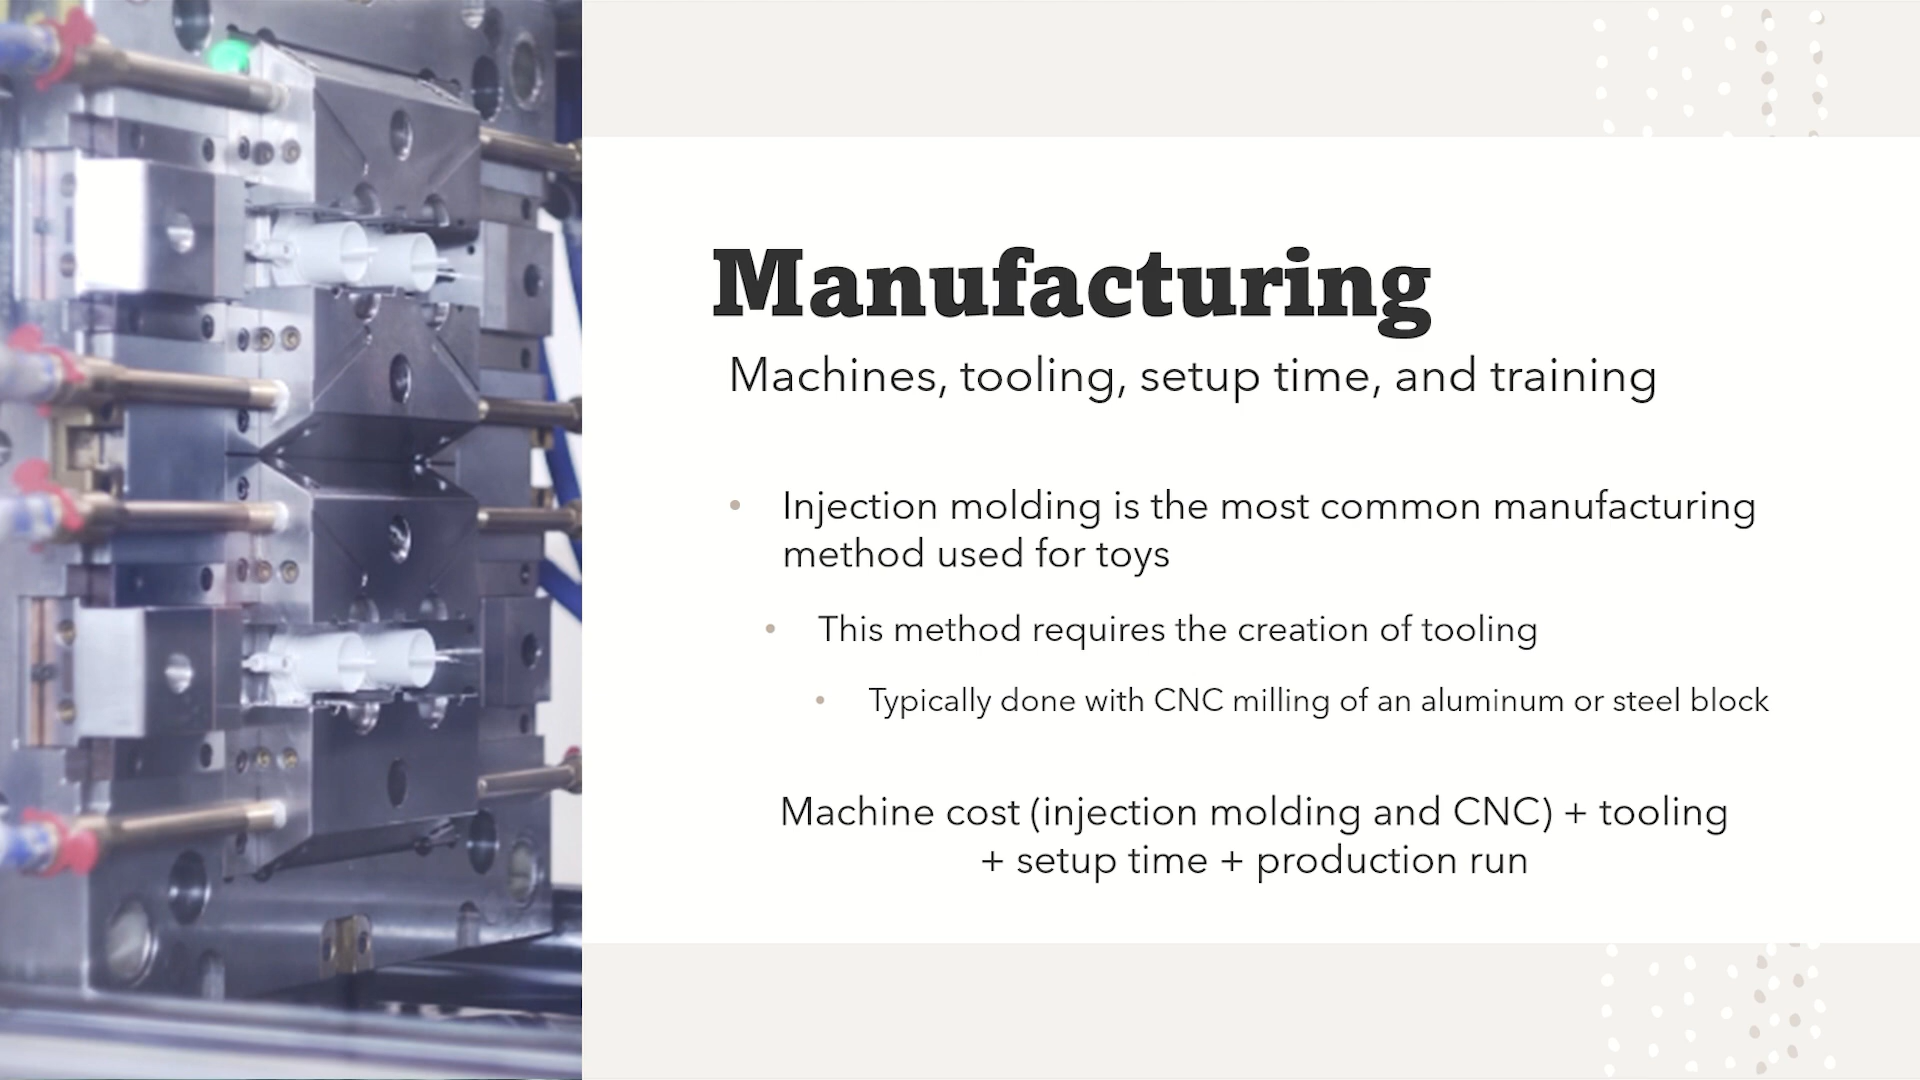 Manufacturing
Machines, tooling, setup time, and training
• Injection molding is the most common manufacturing
method used for toys
• This method requires the creation of tooling
• Typically done with CNC milling of an aluminum or steel block
Machine cost (injection molding and CNC) + tooling
+ setup time + production run